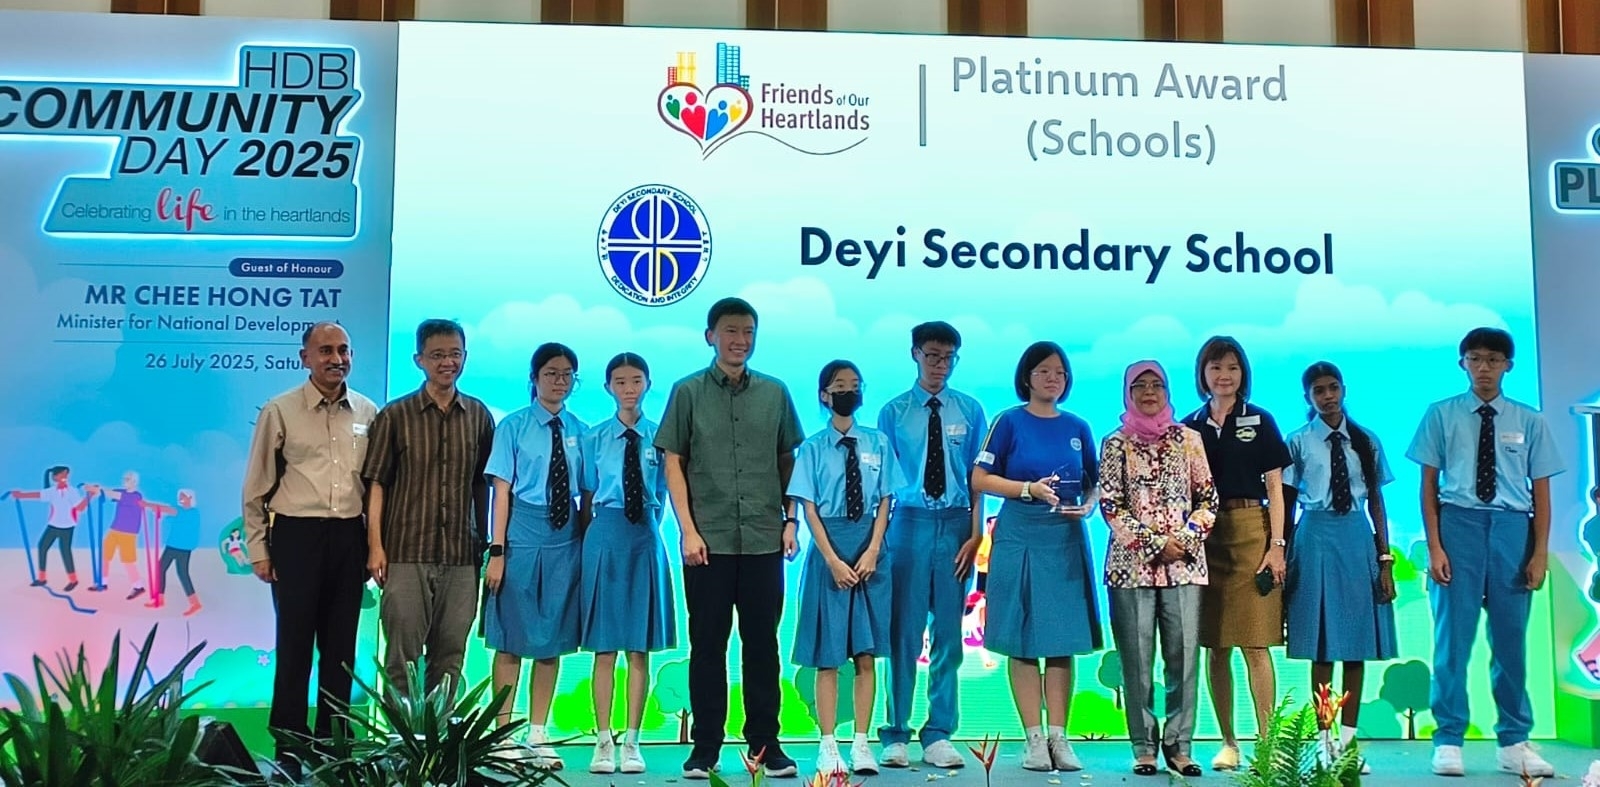 HDB
COMMUNITY
DAY 2025
Celebrating life in the heartlands
Guest of Honour
MR CHEE HONG TAT
Minister for National Development
26 July 2025, Satu
Friends of Our
Heartlands
Platinum Award
(Schools)
DEYI SECONDARY SCHOOL
DEDICATION AND INTEGRITY
Deyi Secondary School
PL